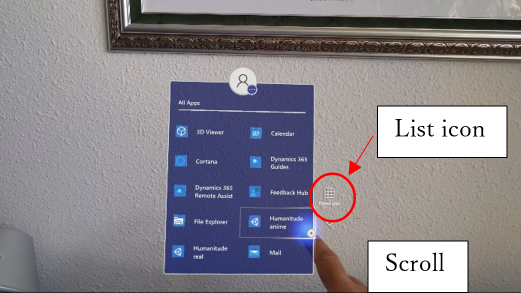 All Apps
3D Viewer
Calendar
Cortana
Dynamics 365
Guides
Dynamics 365
Remote Assist
Feedback Hub
File Explorer
Humanitude
anime
Humanitude
real
Mail
List icon
Scroll